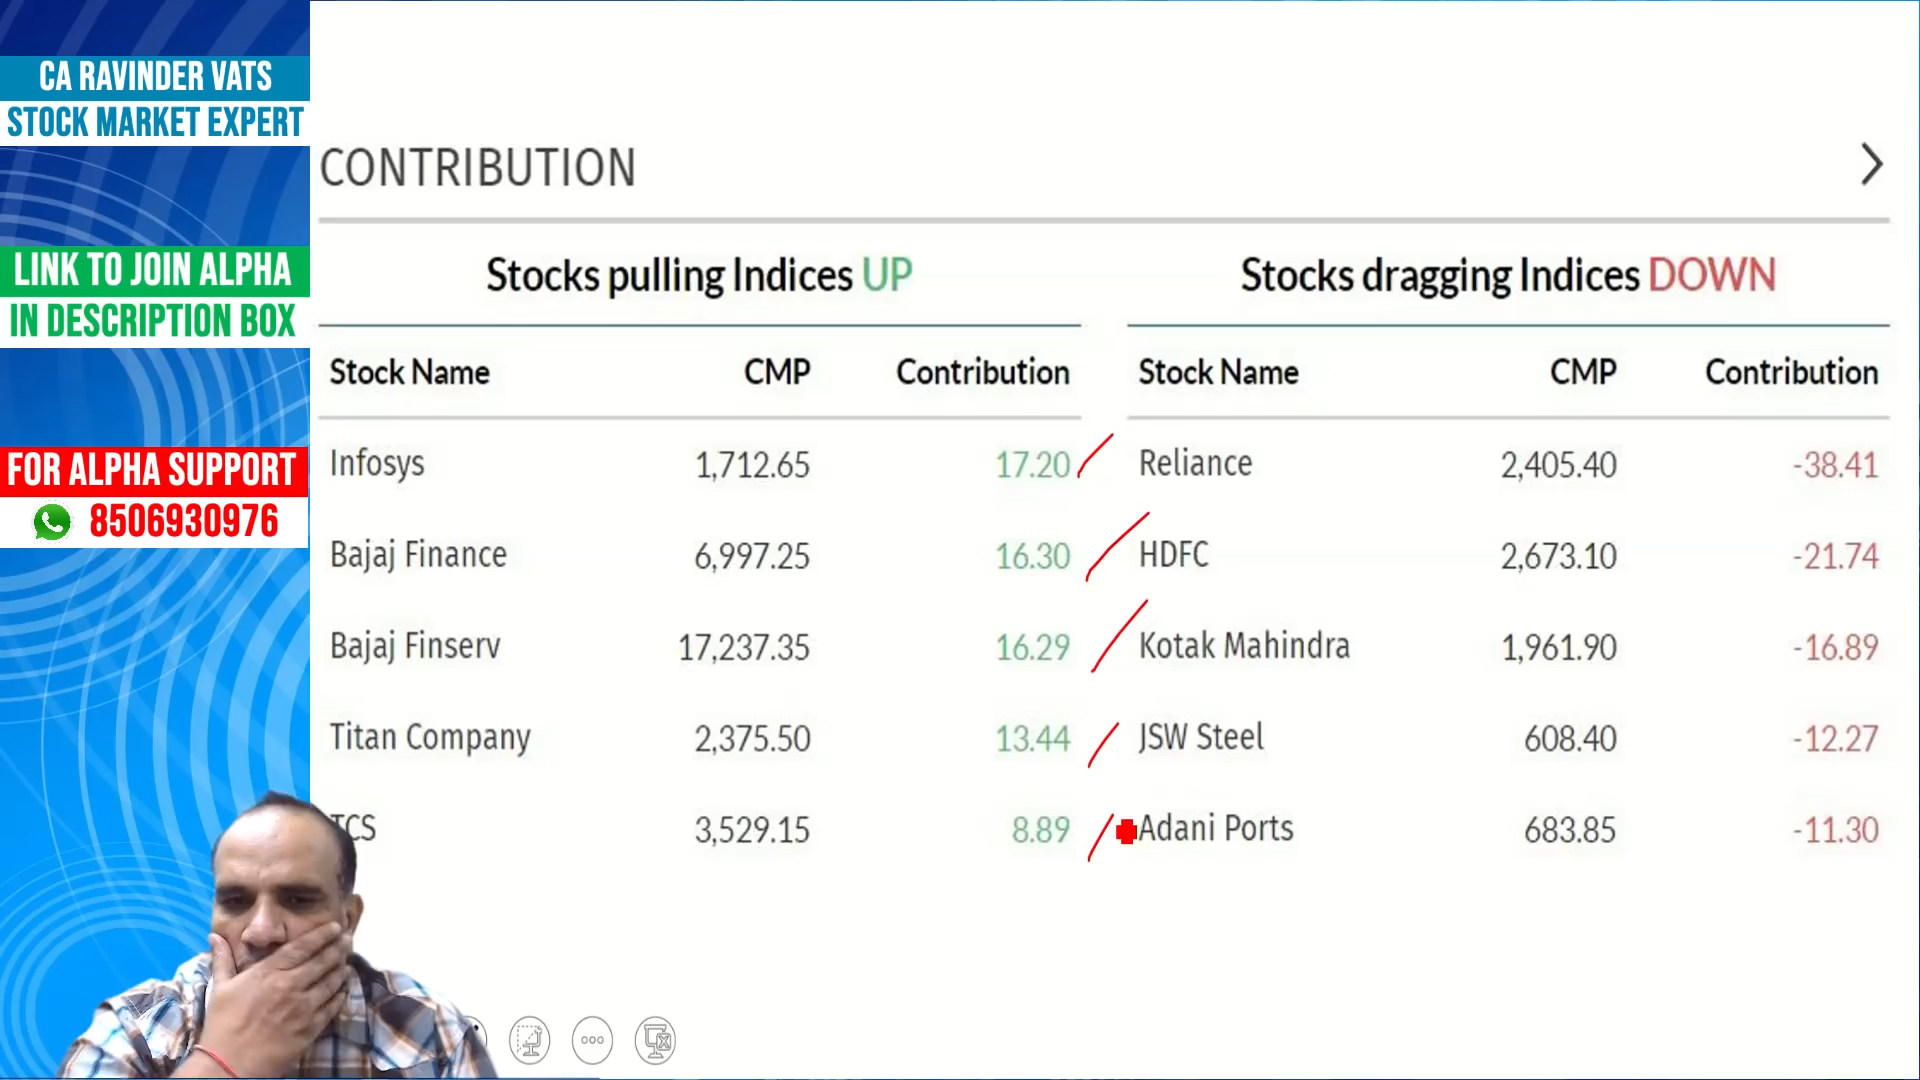 CA RAVINDER VATS
STOCK MARKET EXPERT
LINK TO JOIN ALPHA
IN DESCRIPTION BOX
FOR ALPHA SUPPORT
8506930976
CONTRIBUTION
Stocks pulling Indices UP
Stock Name CMP Contribution
Infosys 1,712.65 17.20
Bajaj Finance 6,997.25 16.30
Bajaj Finserv 17,237.35 16.29
Titan Company 2,375.50 13.44
TCS 3,529.15 8.89
Stocks dragging Indices DOWN
Stock Name CMP Contribution
Reliance 2,405.40 -38.41
HDFC 2,673.10 -21.74
Kotak Mahindra 1,961.90 -16.89
JSW Steel 608.40 -12.27
Adani Ports 683.85 -11.30